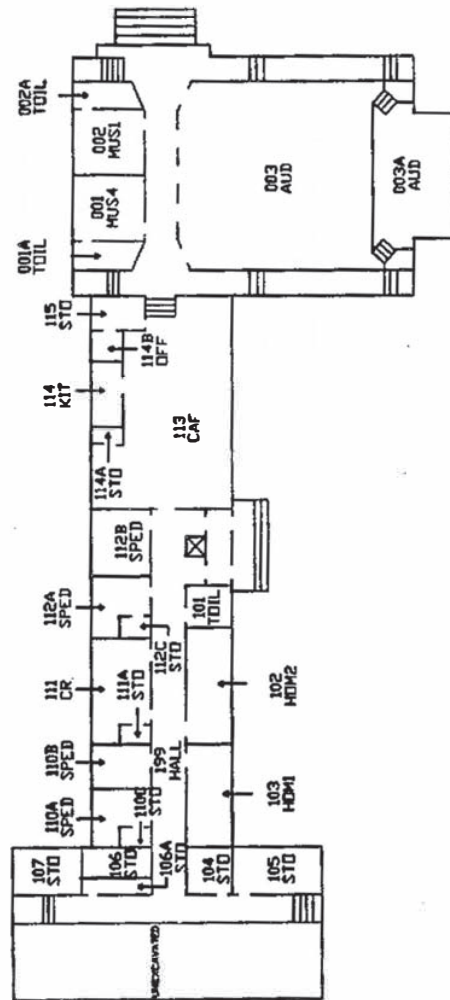 002A
TOIL
002
MUS1
001
MUS4
001A
TOIL
003
AUD
003A
AUD
115
STO
114B
OFF
114
KIT
114A
STO
113
CAF
112B
SPED
112A
SPED
101
TOIL
112C
STO
111
CR.
111A
STO
102
HOM2
110B
SPED
199
HALL
110A
SPED
110C
STO
103
HOM1
107
STO
106
STO
106A
STO
104
STO
105
STO
UNEXCAVATED